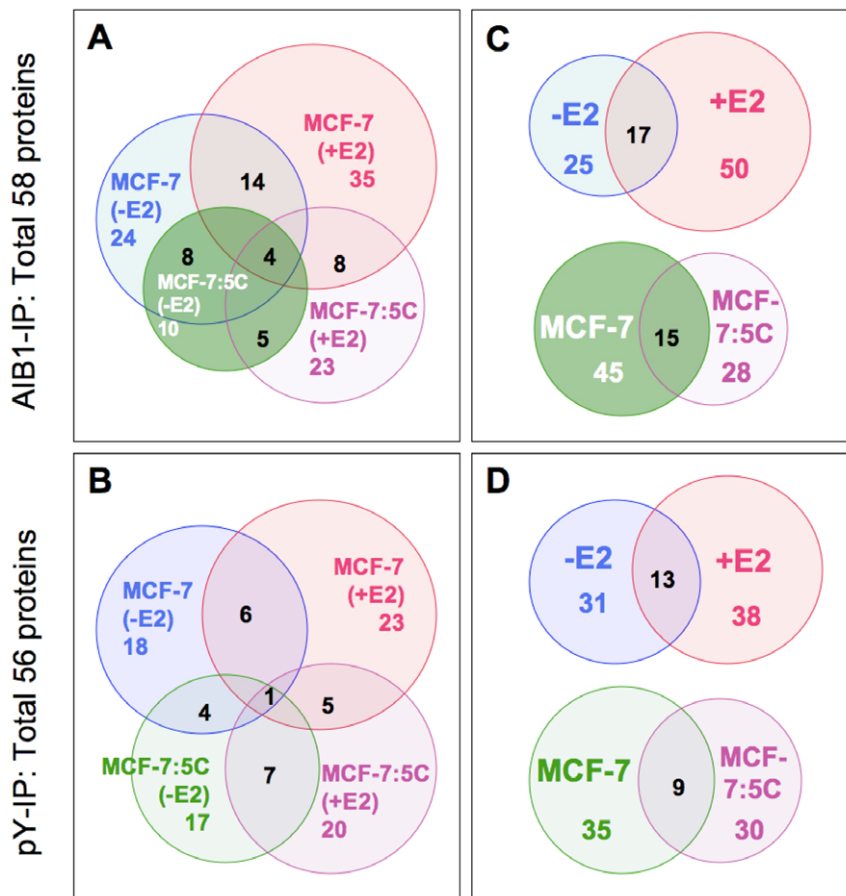 AIB1-IP: Total 58 proteins
A
MCF-7
(+E2)
35
MCF-7
(-E2)
24
14
8
4
8
MCF-7:5C
(-E2)
10
5
MCF-7:5C
(+E2)
23
C
-E2
25
17
+E2
50
MCF-7
45
15
MCF-
7:5C
28
pY-IP: Total 56 proteins
B
MCF-7
(-E2)
18
6
MCF-7
(+E2)
23
4
1
5
MCF-7:5C
(-E2)
17
7
MCF-7:5C
(+E2)
20
D
-E2
31
13
+E2
38
MCF-7
35
9
MCF-
7:5C
30